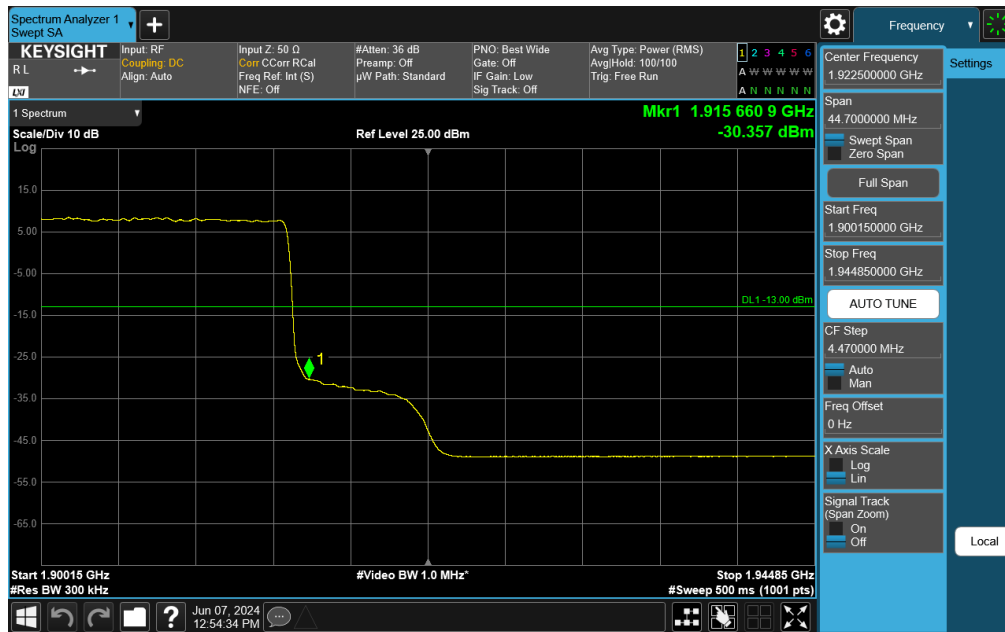 Spectrum Analyzer 1
Swept SA
Frequency
KEYSIGHT
R L
LXI
Input: RF
Coupling: DC
Align: Auto
Input Z: 50 Ω
Corr CCorr RCal
Freq Ref: Int (S)
NFE: Off
#Atten: 36 dB
Preamp: Off
µW Path: Standard
PNO: Best Wide
Gate: Off
IF Gain: Low
Sig Track: Off
Avg Type: Power (RMS)
Avg|Hold: 100/100
Trig: Free Run
1 2 3 4 5 6
A W W W W W
A N N N N N
1 Spectrum
Scale/Div 10 dB
Log
Ref Level 25.00 dBm
Mkr1 1.915 660 9 GHz
-30.357 dBm
15.0
5.00
-5.00
-15.0
-25.0
-35.0
-45.0
-55.0
-65.0
DL1 -13.00 dBm
1
Start 1.90015 GHz
#Res BW 300 kHz
#Video BW 1.0 MHz*
Stop 1.94485 GHz
#Sweep 500 ms (1001 pts)
Center Frequency
1.922500000 GHz
Span
44.7000000 MHz
Swept Span
Zero Span
Full Span
Start Freq
1.900150000 GHz
Stop Freq
1.944850000 GHz
AUTO TUNE
CF Step
4.470000 MHz
Auto
Man
Freq Offset
0 Hz
X Axis Scale
Log
Lin
Signal Track
(Span Zoom)
On
Off
Settings
Local
?
Jun 07, 2024
12:54:34 PM